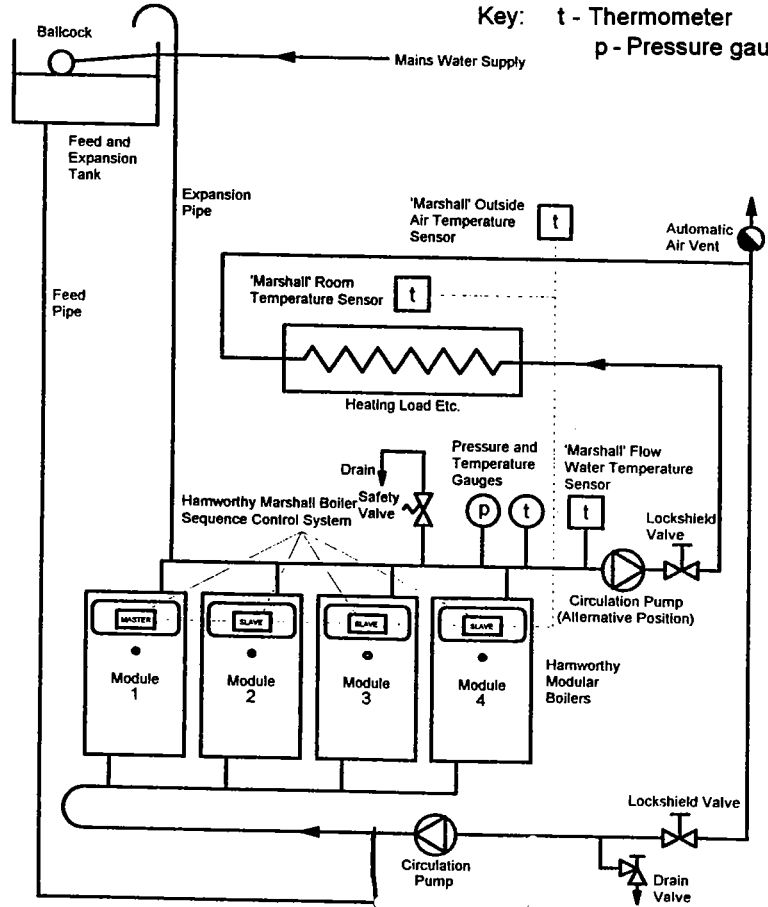 Key: t - Thermometer
p - Pressure gau
Ballcock
Mains Water Supply
Feed and
Expansion
Tank
Expansion
Pipe
'Marshall' Outside
Air Temperature
Sensor
t
Automatic
Air Vent
Feed
Pipe
'Marshall' Room
Temperature Sensor
t
Heating Load Etc.
Drain
Safety
Valve
Pressure and
Temperature
Gauges
'Marshall' Flow
Water Temperature
Sensor
Hamworthy Marshall Boiler
Sequence Control System
p
t
t
Lockshield
Valve
Circulation Pump
(Alternative Position)
MASTER
SLAVE
SLAVE
SLAVE
Module
1
Module
2
Module
3
Module
4
Hamworthy
Modular
Boilers
Lockshield Valve
Circulation
Pump
Drain
Valve